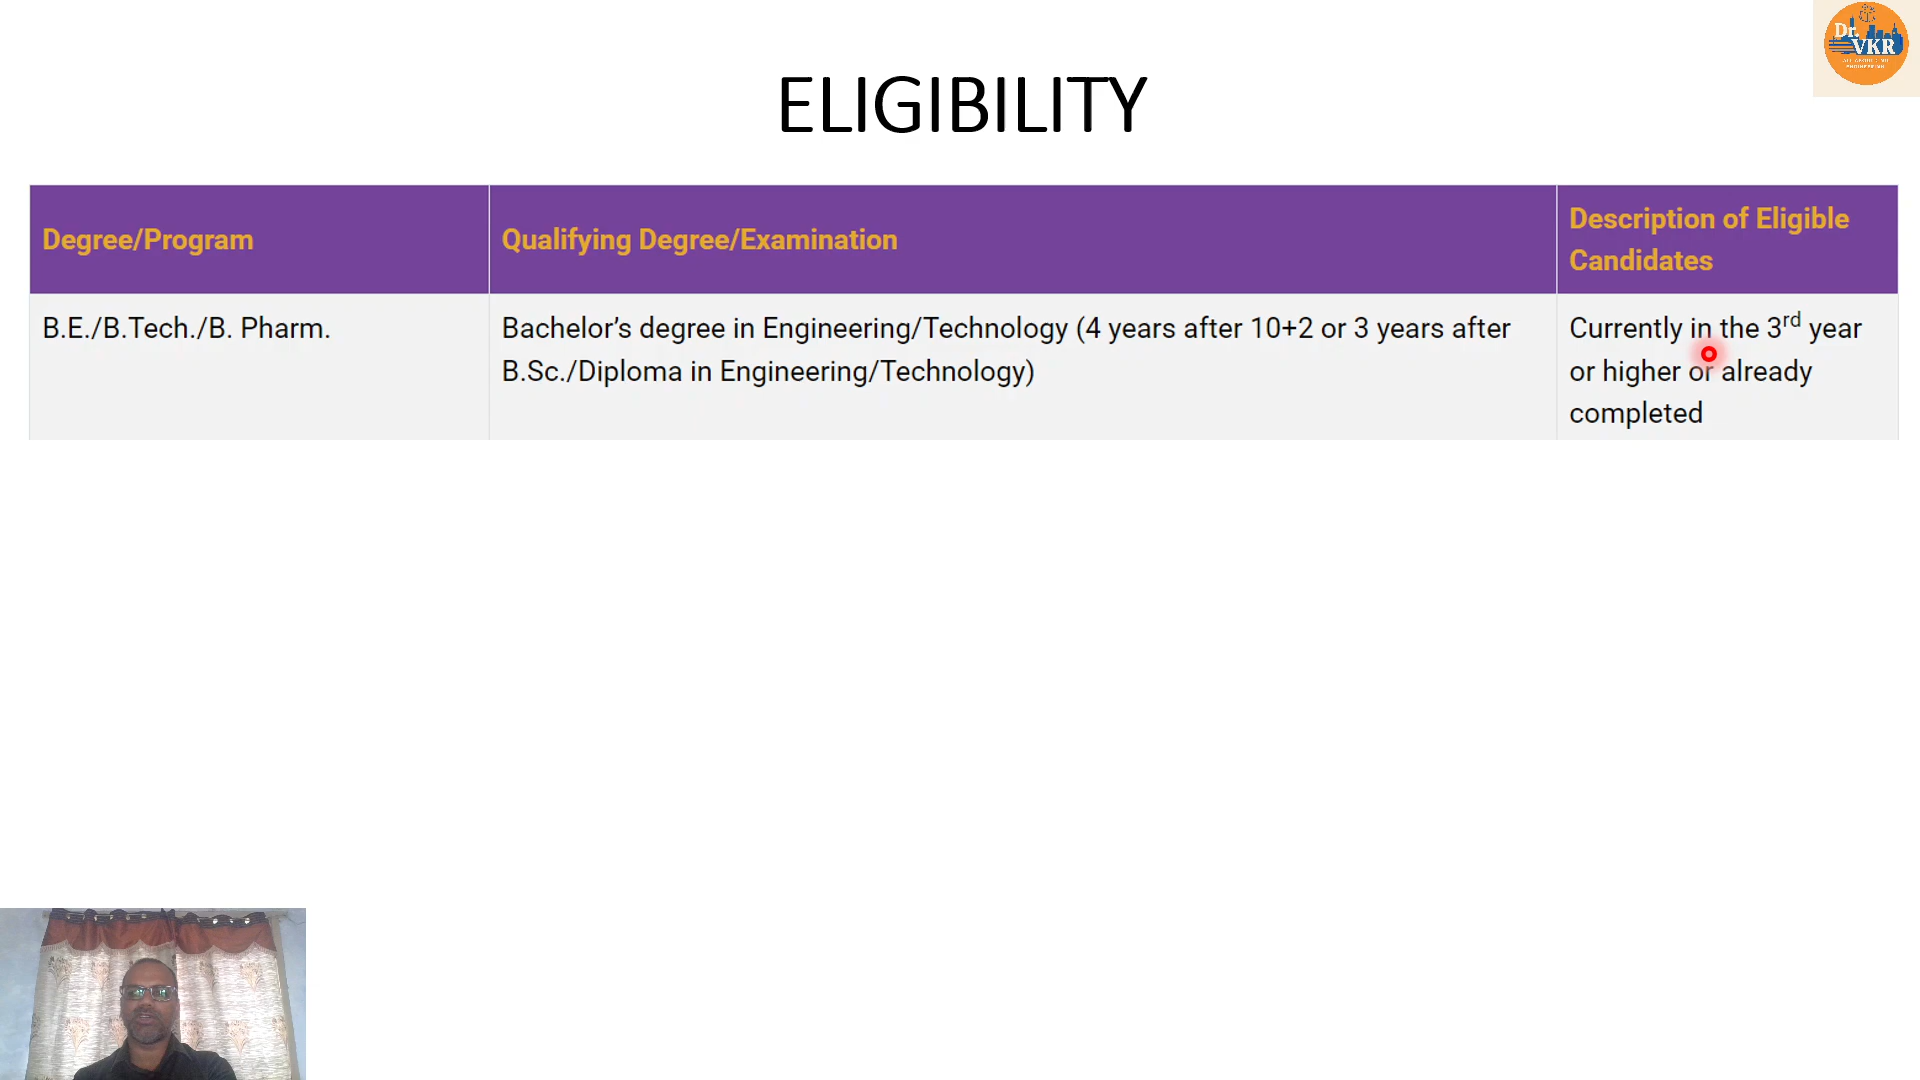 Dr.
VKR
ELIGIBILITY
Degree/Program
Qualifying Degree/Examination
Description of Eligible
Candidates
B.E./B.Tech./B. Pharm.
Bachelor’s degree in Engineering/Technology (4 years after 10+2 or 3 years after
B.Sc./Diploma in Engineering/Technology)
Currently in the 3rd year
or higher or already
completed